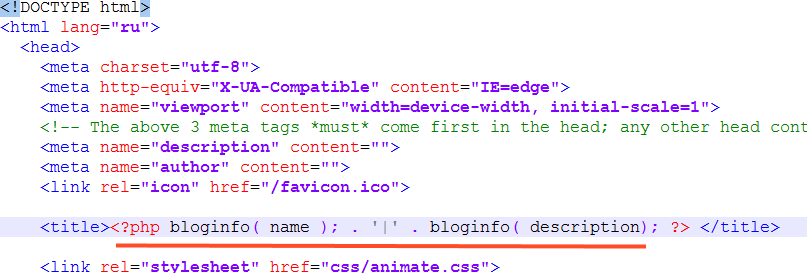 <!DOCTYPE html>
<html lang="ru">
<head>
<meta charset="utf-8">
<meta http-equiv="X-UA-Compatible" content="IE=edge">
<meta name="viewport" content="width=device-width, initial-scale=1">
<!-- The above 3 meta tags *must* come first in the head; any other head cont
<meta name="description" content="">
<meta name="author" content="">
<link rel="icon" href="/favicon.ico">
<title><?php bloginfo( name ); . '|' . bloginfo( description); ?> </title>
<link rel="stylesheet" href="css/animate.css">